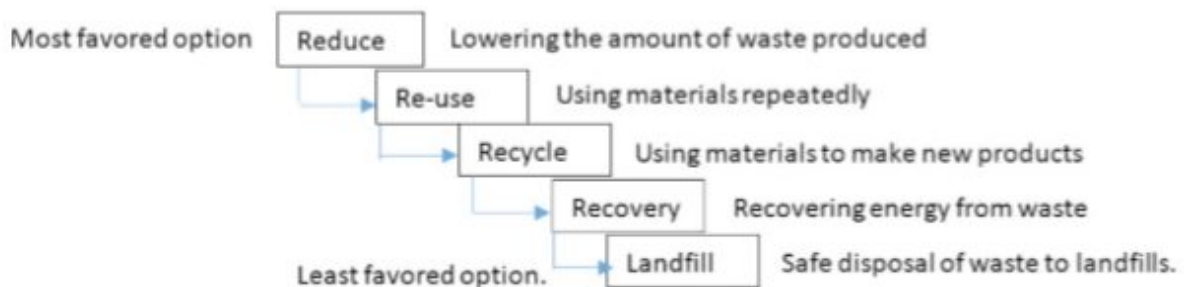 Most favored option Reduce Lowering the amount of waste produced
Re-use Using materials repeatedly
Recycle Using materials to make new products
Recovery Recovering energy from waste
Least favored option. Landfill Safe disposal of waste to landfills.